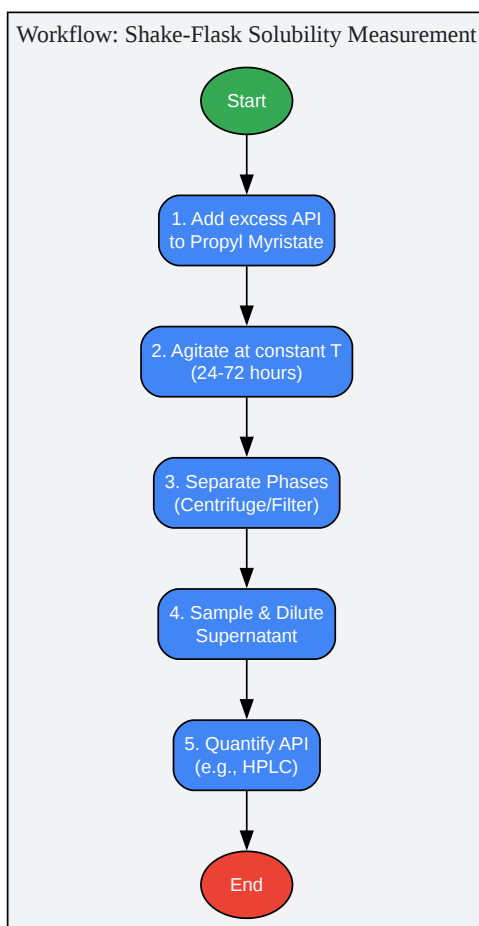 Workflow: Shake-Flask Solubility Measurement
Start
1. Add excess API
to Propyl Myristate
2. Agitate at constant T
(24-72 hours)
3. Separate Phases
(Centrifuge/Filter)
4. Sample & Dilute
Supernatant
5. Quantify API
(e.g., HPLC)
End